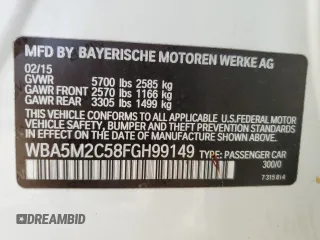 MFD BY BAYERISCHE MOTOREN WERKE AG
02/15
GVWR 5700 lbs 2585 kg
GAWR FRONT 2570 lbs 1166 kg
GAWR REAR 3305 lbs 1499 kg
THIS VEHICLE CONFORMS TO ALL APPLICABLE
FEDERAL MOTOR VEHICLE SAFETY, BUMPER,
AND THEFT PREVENTION STANDARDS IN EFFECT ON
THE DATE OF MANUFACTURE SHOWN ABOVE.
WBA5M2C58FGH99149 TYPE: PASSENGER CAR
300/0
7315814
© AUTOHELPERBOT.COM